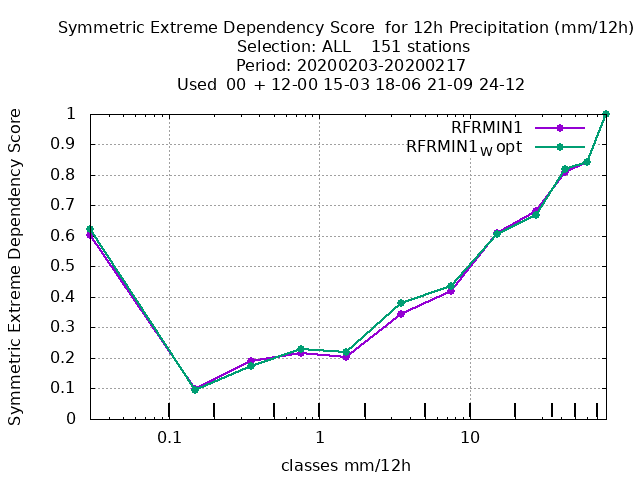 Symmetric Extreme Dependency Score  for 12h Precipitation (mm/12h)
Selection: ALL    151 stations
Period: 20200203-20200217
Used  00 + 12-00 15-03 18-06 21-09 24-12
Symmetric Extreme Dependency Score
1
0.9
0.8
0.7
0.6
0.5
0.4
0.3
0.2
0.1
0
RFRMIN1
RFRMIN1W opt
0.1
1
10
classes mm/12h